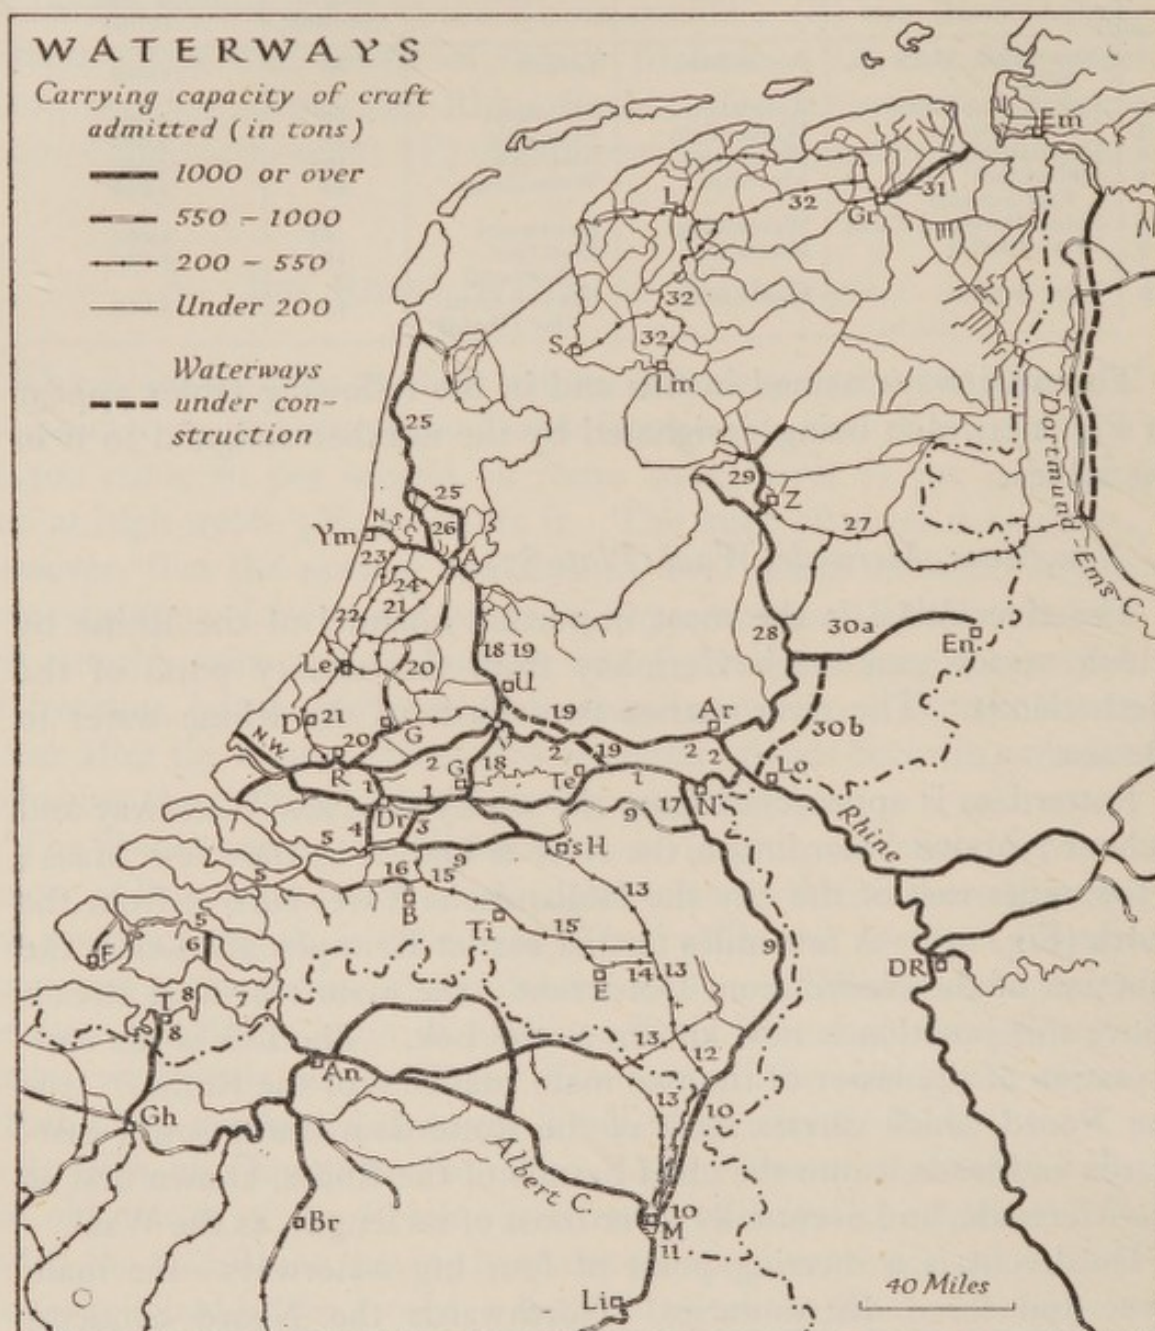 WATERWAYS
Carrying capacity of craft
admitted (in tons)
1000 or over
550 – 1000
200 – 550
Under 200
Waterways
under con-
struction
Em
31
L
32
Gr
32
S
32
Lm
25
Dortmund-Ems C.
25
29
Z
N.S.C.
26
27
Ym
23
A
24
21
22
28
30a
18 19
En
Le
20
U
D
21
19
Ar
G
30b
N W
20
V
2
19
2
2
R
2
18
Te
1
Lo
1
G
N
1
17
Dr
3
9
Rhine
S
4
sH
S
16
15
9
13
B
5
Ti
15
6
9
F
14
13
DR
E
T
8
7
8
13
12
An
13
10
Gh
Albert C.
10
Br
M
11
40 Miles
Li